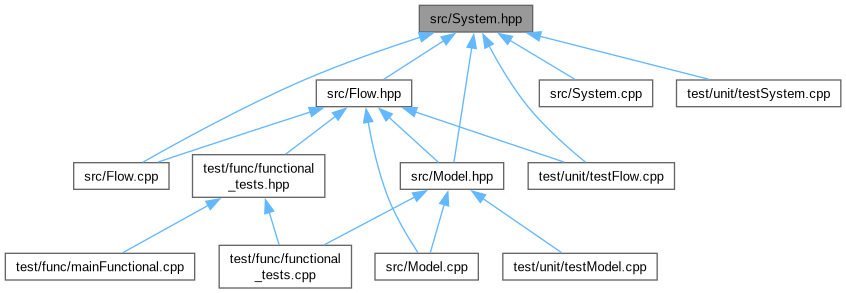 src/System.hpp
src/Flow.hpp
src/System.cpp
test/unit/testSystem.cpp
src/Flow.cpp
test/func/functional
_tests.hpp
src/Model.hpp
test/unit/testFlow.cpp
test/func/mainFunctional.cpp
test/func/functional
_tests.cpp
src/Model.cpp
test/unit/testModel.cpp